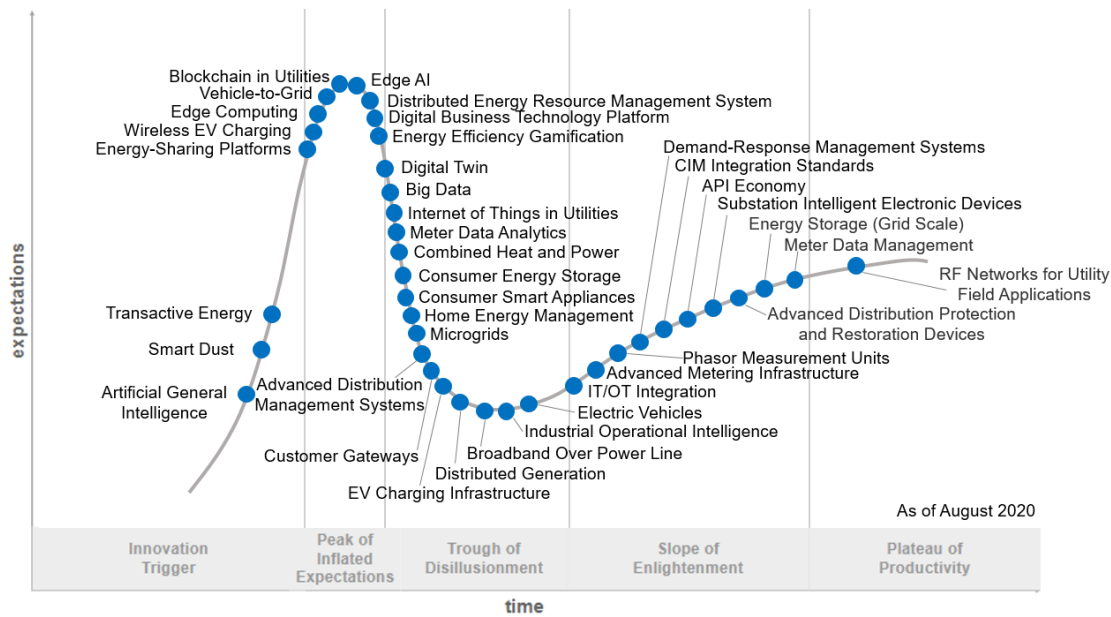 Blockchain in Utilities
Edge AI
Vehicle-to-Grid
Distributed Energy Resource Management System
Edge Computing
Digital Business Technology Platform
Wireless EV Charging
Energy Efficiency Gamification
Energy-Sharing Platforms
Demand-Response Management Systems
Digital Twin
CIM Integration Standards
Big Data
API Economy
Internet of Things in Utilities
Substation Intelligent Electronic Devices
Meter Data Analytics
Energy Storage (Grid Scale)
Combined Heat and Power
Meter Data Management
Consumer Energy Storage
RF Networks for Utility
Field Applications
Consumer Smart Appliances
Transactive Energy
Home Energy Management
Advanced Distribution Protection
and Restoration Devices
Microgrids
Smart Dust
Phasor Measurement Units
Advanced Metering Infrastructure
Artificial General
Intelligence
Advanced Distribution
Management Systems
IT/OT Integration
Electric Vehicles
Industrial Operational Intelligence
Customer Gateways
Broadband Over Power Line
Distributed Generation
EV Charging Infrastructure
As of August 2020
expectations
Innovation
Trigger
Peak of
Inflated
Expectations
Trough of
Disillusionment
Slope of
Enlightenment
Plateau of
Productivity
time